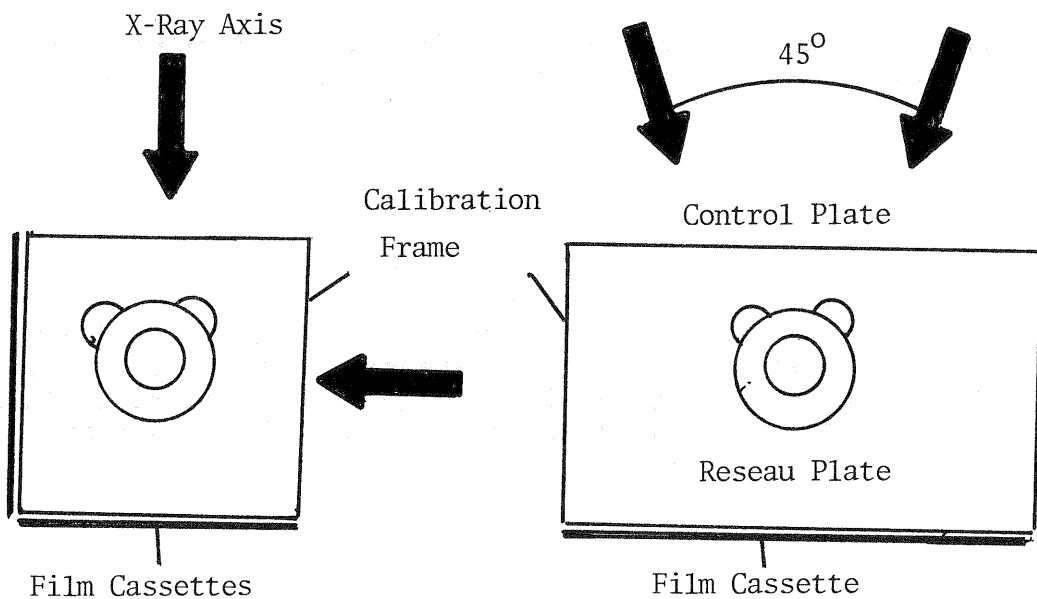 X-Ray Axis
45°
Calibration
Frame
Control Plate
Reseau Plate
Film Cassettes
Film Cassette